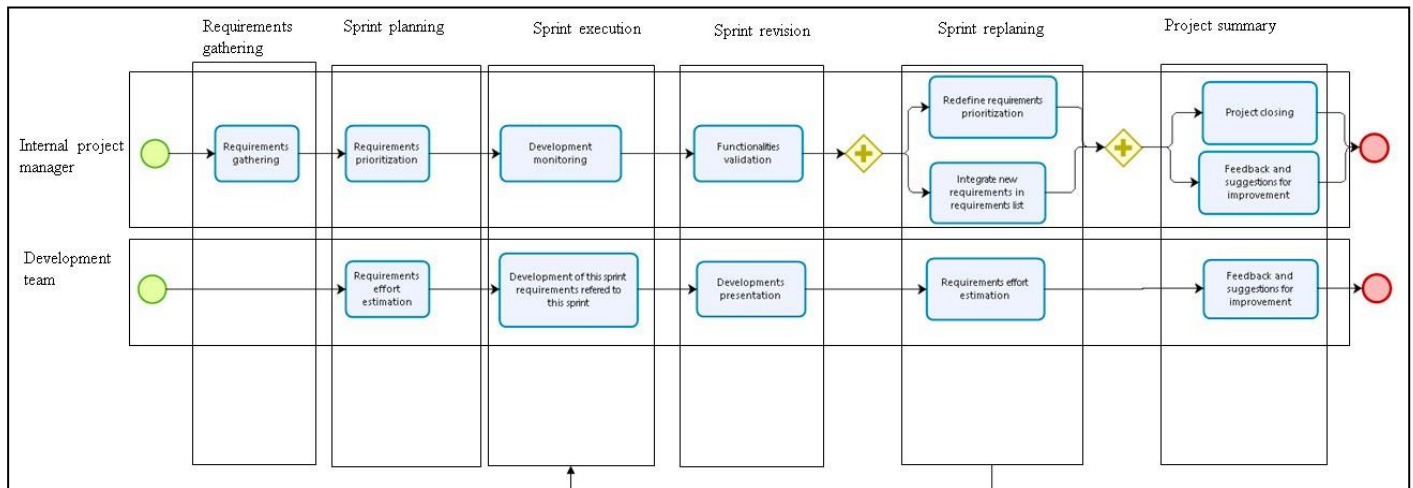 Requirements
gathering
Sprint planning
Sprint execution
Sprint revision
Sprint replaning
Project summary
Internal project
manager
Requirements
gathering
Requirements
prioritization
Development
monitoring
Functionalities
validation
Redefine requirements
prioritization
Integrate new
requirements in
requirements list
Project closing
Feedback and
suggestions for
improvement
Development
team
Requirements
effort
estimation
Development of this sprint
requirements refered to
this sprint
Developments
presentation
Requirements effort
estimation
Feedback and
suggestions for
improvement